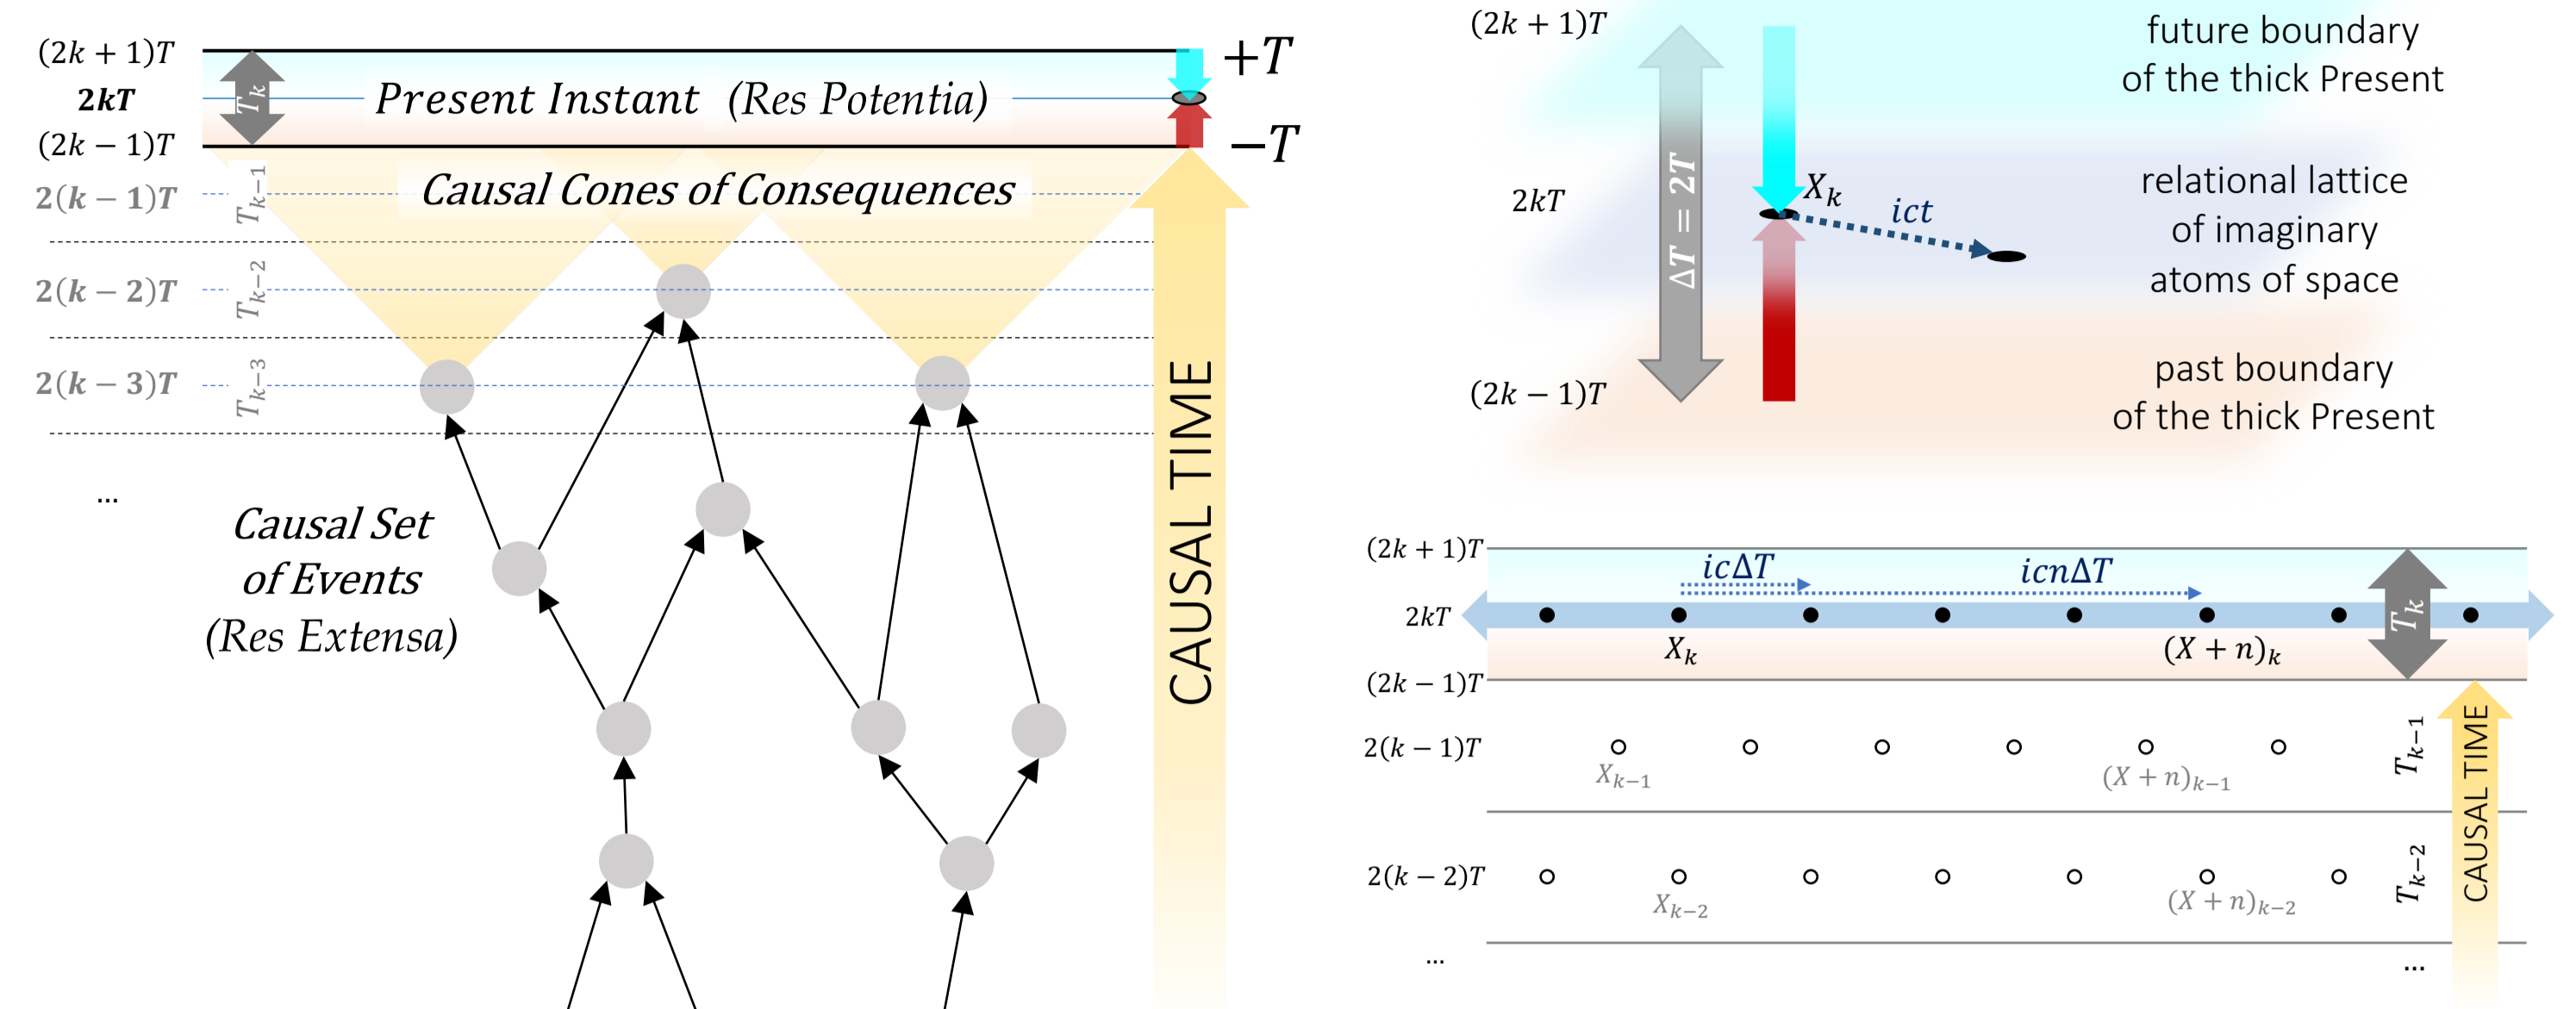 (2k + 1)T
2kT
(2k − 1)T
T_k
Present Instant (Res Potentia)
+T
−T
Causal Cones of Consequences
2(k − 1)T
T_{k−1}
2(k − 2)T
T_{k−2}
2(k − 3)T
T_{k−3}
...
Causal Set
of Events
(Res Extensa)
CAUSAL TIME
(2k + 1)T
2kT
(2k − 1)T
ΔT = 2T
X_k
ict
future boundary
of the thick Present
relational lattice
of imaginary
atoms of space
past boundary
of the thick Present
(2k + 1)T
icΔT
icnΔT
2kT
T_k
X_k
(X + n)_k
(2k − 1)T
2(k − 1)T
X_{k−1}
(X + n)_{k−1}
T_{k−1}
2(k − 2)T
X_{k−2}
(X + n)_{k−2}
T_{k−2}
CAUSAL TIME
...
...